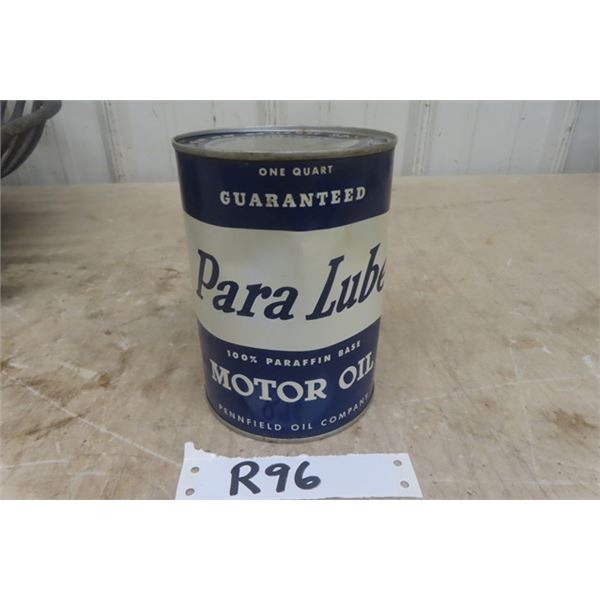 ONE QUART
GUARANTEED
Para Lube
100% PARAFFIN BASE
MOTOR OIL
PENNFIELD OIL COMPANY
R96